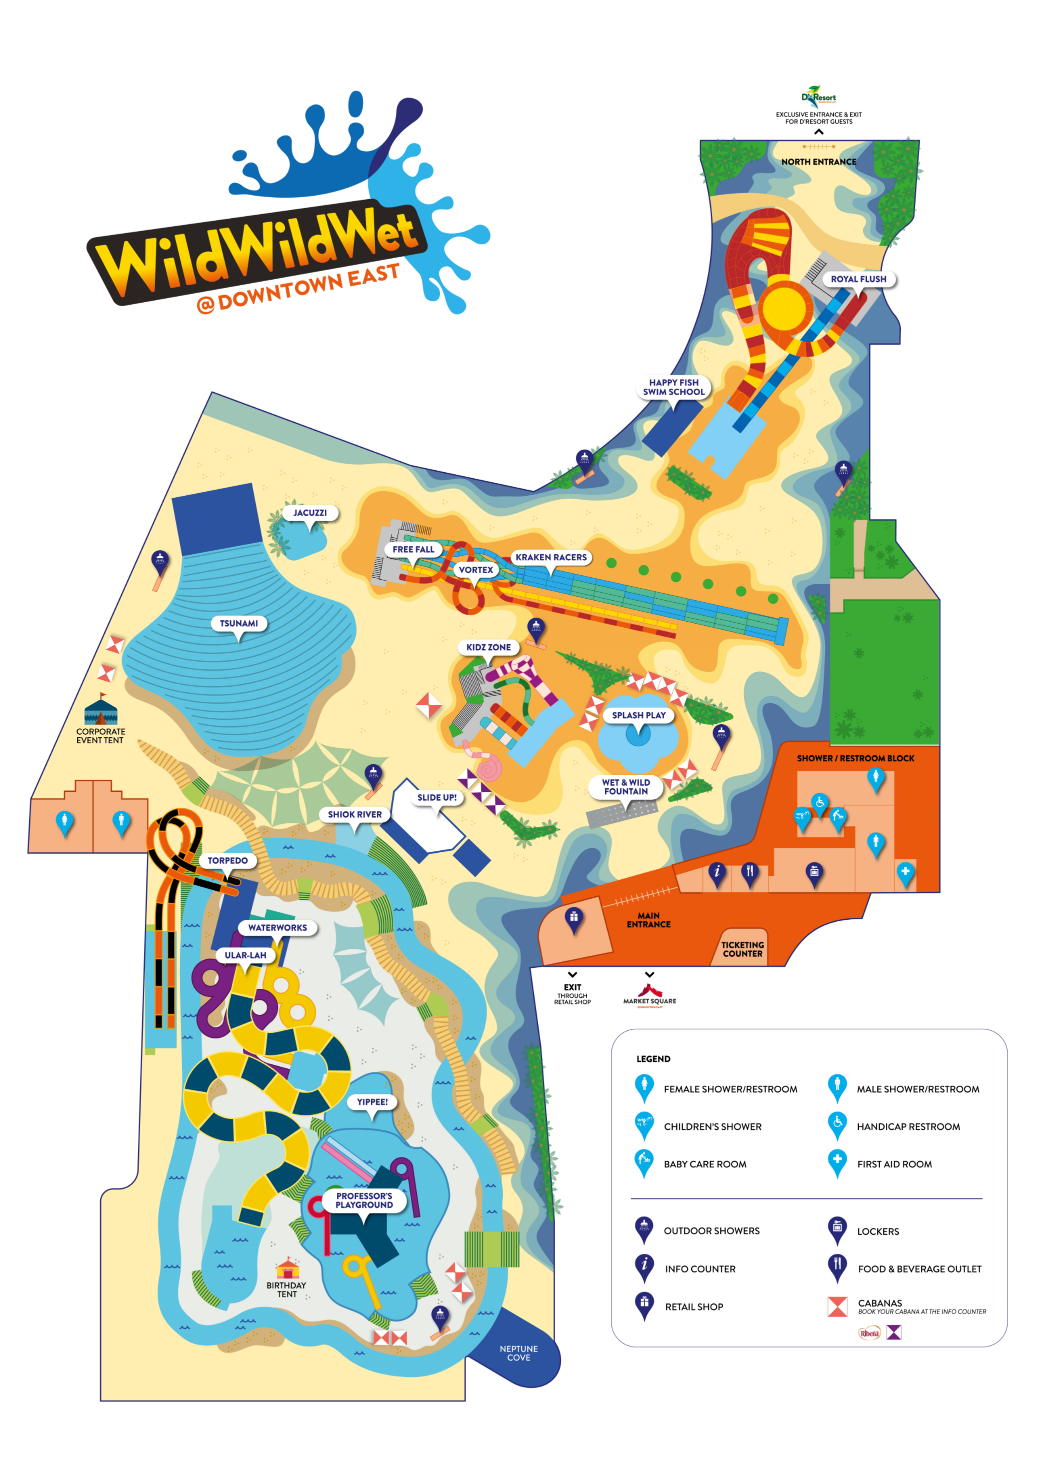 D'Resort
EXCLUSIVE ENTRANCE & EXIT
FOR D'RESORT GUESTS
NORTH ENTRANCE
WildWildWet
@ DOWNTOWN EAST
ROYAL FLUSH
HAPPY FISH
SWIM SCHOOL
JACUZZI
FREE FALL
VORTEX
KRAKEN RACERS
TSUNAMI
KIDZ ZONE
SPLASH PLAY
CORPORATE
EVENT TENT
WET & WILD
FOUNTAIN
SHOWER / RESTROOM BLOCK
SLIDE UP!
SHIOK RIVER
TORPEDO
WATERWORKS
ULAR-LAH
MAIN
ENTRANCE
TICKETING
COUNTER
EXIT
THROUGH
RETAIL SHOP
MARKET SQUARE
YIPPEE!
PROFESSOR'S
PLAYGROUND
BIRTHDAY
TENT
NEPTUNE
COVE
LEGEND
FEMALE SHOWER/RESTROOM
MALE SHOWER/RESTROOM
CHILDREN'S SHOWER
HANDICAP RESTROOM
BABY CARE ROOM
FIRST AID ROOM
OUTDOOR SHOWERS
LOCKERS
INFO COUNTER
FOOD & BEVERAGE OUTLET
RETAIL SHOP
CABANAS
BOOK YOUR CABANA AT THE INFO COUNTER
Ribena